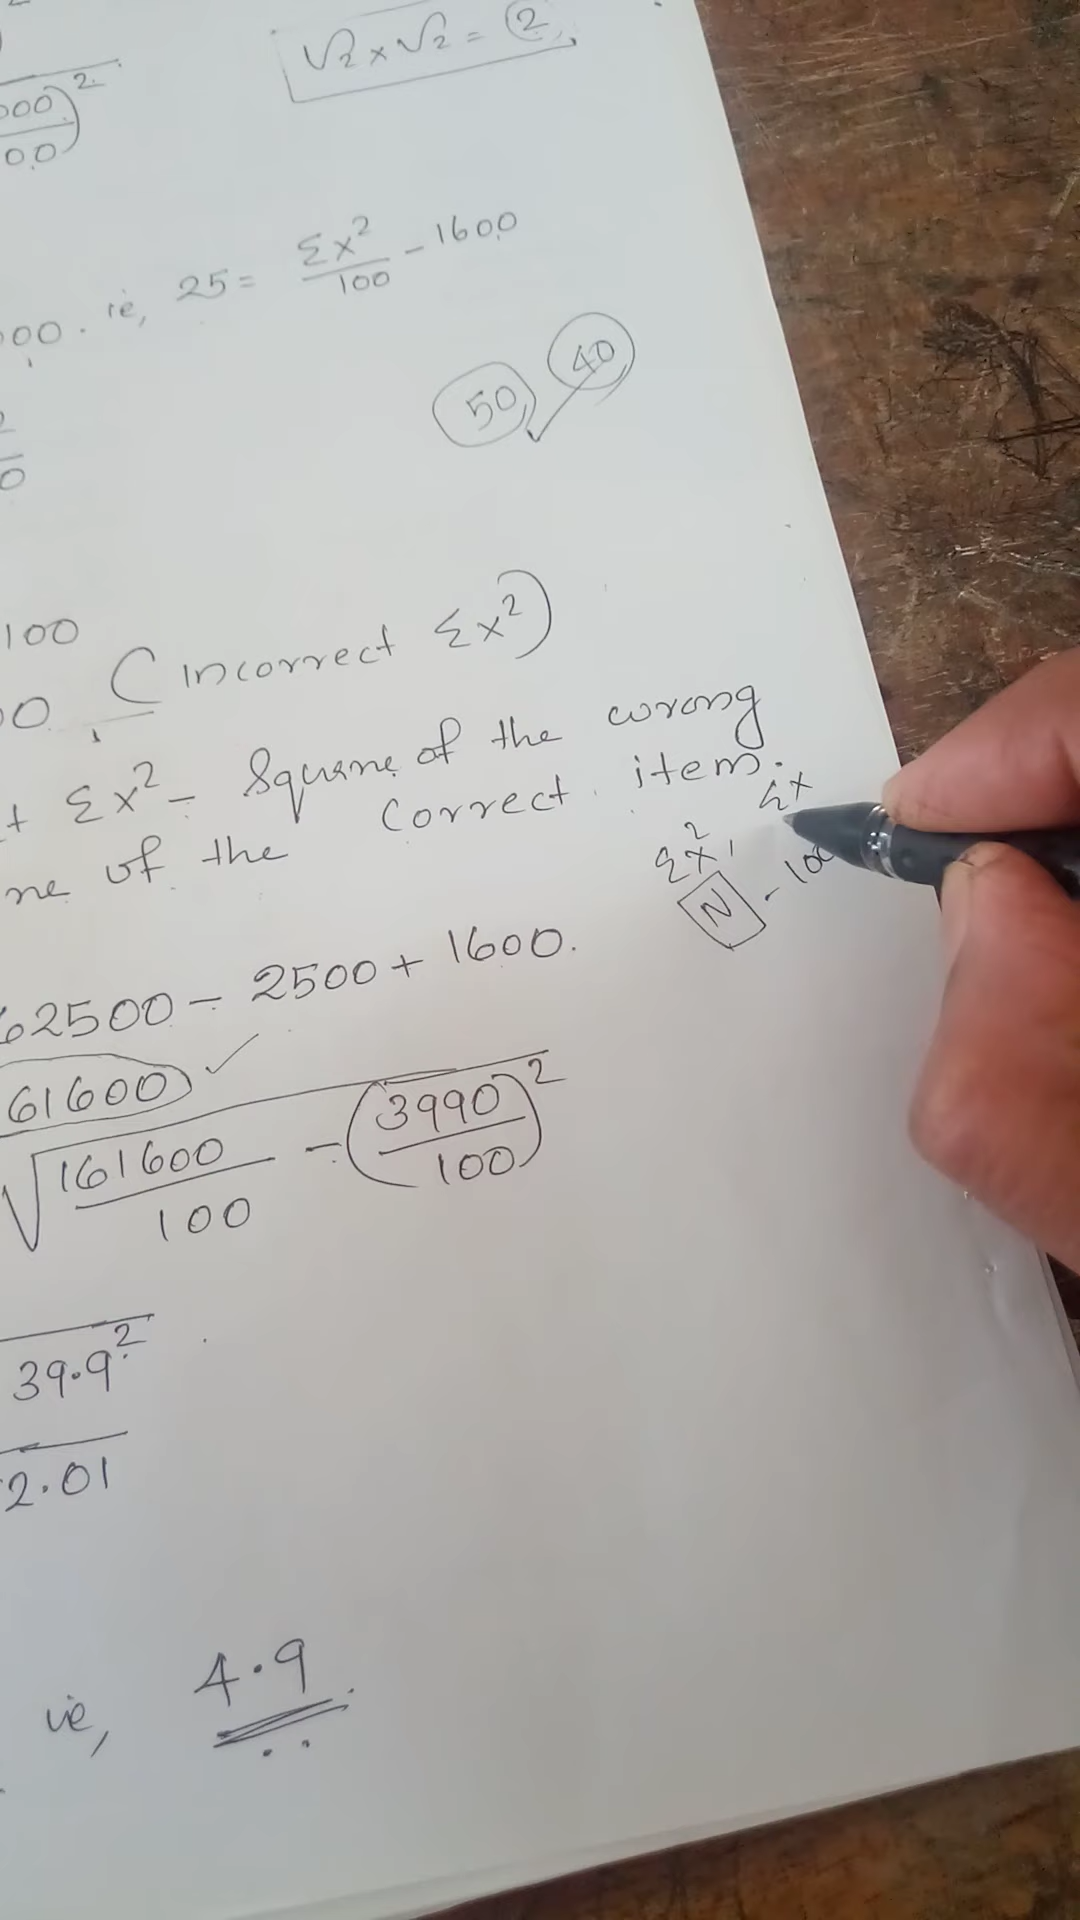 √2 × √2 = 2
000)²
00
000. ie, 25 = Σx²/100 - 1600
50 40
0
100
0 (Incorrect Σx²)
t Σx² - Square of the wrong
item.
ne of the Correct
Σx², Σx
N - 100
62500 - 2500 + 1600.
61600
√161600/100 - (3990/100)²
39.9²
2.01
ie, 4.9